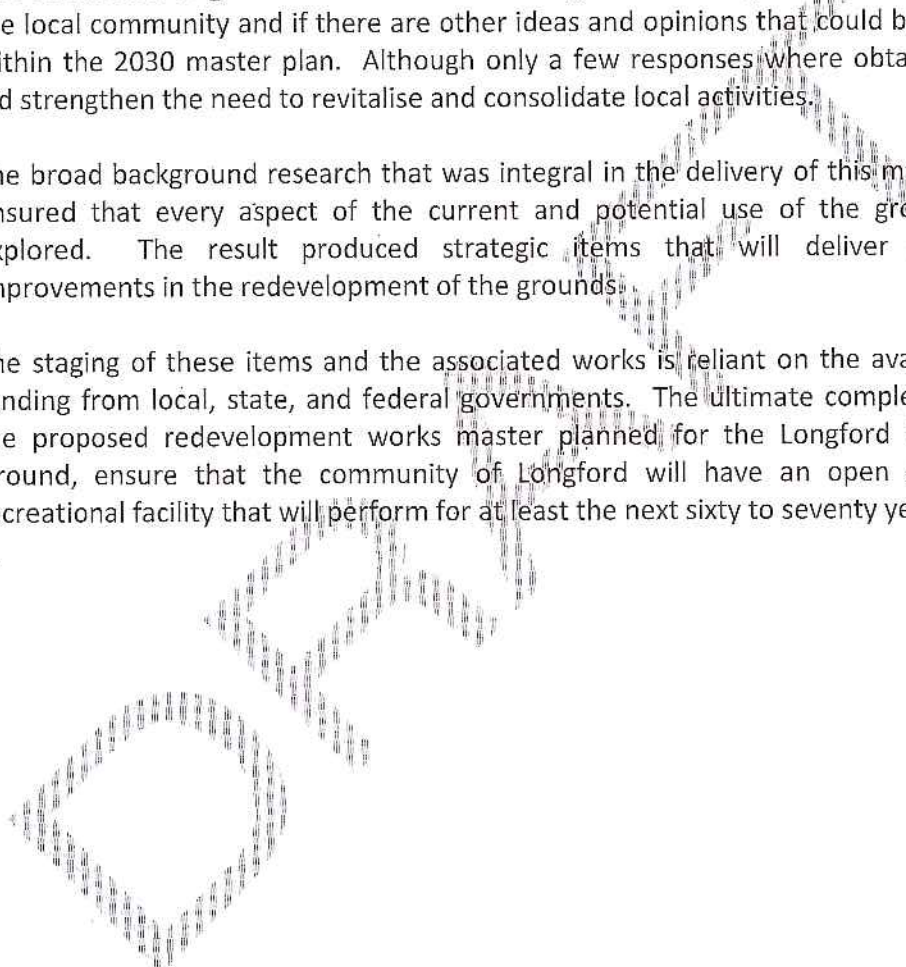 e local community and if there are other ideas and opinions that could b
ithin the 2030 master plan. Although only a few responses where obta
d strengthen the need to revitalise and consolidate local activities.
ne broad background research that was integral in the delivery of this m
nsured that every aspect of the current and potential use of the gr
xplored. The result produced strategic items that will deliver
nprovements in the redevelopment of the grounds.
ne staging of these items and the associated works is reliant on the ava
nding from local, state, and federal governments. The ultimate comple
e proposed redevelopment works master planned for the Longford
round, ensure that the community of Longford will have an open
creational facility that will perform for at least the next sixty to seventy ye
DRAFT